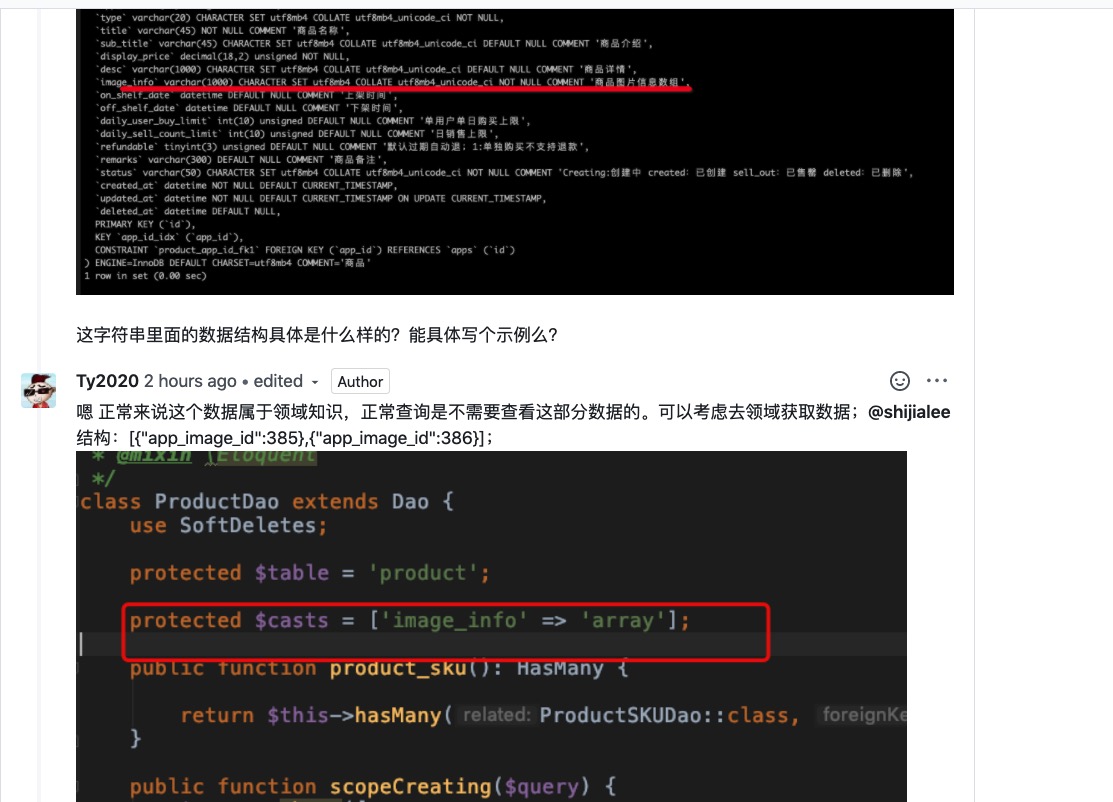 `type` varchar(20) CHARACTER SET utf8mb4 COLLATE utf8mb4_unicode_ci NOT NULL,
`title` varchar(45) NOT NULL COMMENT '商品名称',
`sub_title` varchar(45) CHARACTER SET utf8mb4 COLLATE utf8mb4_unicode_ci DEFAULT NULL COMMENT '商品介绍',
`display_price` decimal(18,2) unsigned NOT NULL,
`desc` varchar(1000) CHARACTER SET utf8mb4 COLLATE utf8mb4_unicode_ci DEFAULT NULL COMMENT '商品详情',
`image_info` varchar(1000) CHARACTER SET utf8mb4 COLLATE utf8mb4_unicode_ci NOT NULL COMMENT '商品图片信息数组',
`on_shelf_date` datetime DEFAULT NULL COMMENT '上架时间',
`off_shelf_date` datetime DEFAULT NULL COMMENT '下架时间',
`daily_user_buy_limit` int(10) unsigned DEFAULT NULL COMMENT '单用户单日购买上限',
`daily_sell_count_limit` int(10) unsigned DEFAULT NULL COMMENT '日销售上限',
`refundable` tinyint(3) unsigned DEFAULT NULL COMMENT '默认过期自动退；1:单独购买不支持退款',
`remarks` varchar(300) DEFAULT NULL COMMENT '商品备注',
`status` varchar(50) CHARACTER SET utf8mb4 COLLATE utf8mb4_unicode_ci NOT NULL COMMENT 'Creating:创建中 created: 已创建 sell_out: 已售罄 deleted: 已删除',
`created_at` datetime NOT NULL DEFAULT CURRENT_TIMESTAMP,
`updated_at` datetime NOT NULL DEFAULT CURRENT_TIMESTAMP ON UPDATE CURRENT_TIMESTAMP,
`deleted_at` datetime DEFAULT NULL,
PRIMARY KEY (`id`),
KEY `app_id_idx` (`app_id`),
CONSTRAINT `product_app_id_fk1` FOREIGN KEY (`app_id`) REFERENCES `apps` (`id`)
) ENGINE=InnoDB DEFAULT CHARSET=utf8mb4 COMMENT='商品'
1 row in set (0.00 sec)
这字符串里面的数据结构具体是什么样的？能具体写个示例么？
Ty2020 2 hours ago • edited Author
嗯 正常来说这个数据属于领域知识，正常查询是不需要查看这部分数据的。可以考虑去领域获取数据；@shijialee
结构：[{"app_image_id":385},{"app_image_id":386}]；
* @mixin \Eloquent
*/
class ProductDao extends Dao {
use SoftDeletes;
protected $table = 'product';
protected $casts = ['image_info' => 'array'];
public function product_sku(): HasMany {
return $this->hasMany( related: ProductSKUDao::class, foreignKe
}
public function scopeCreating($query) {